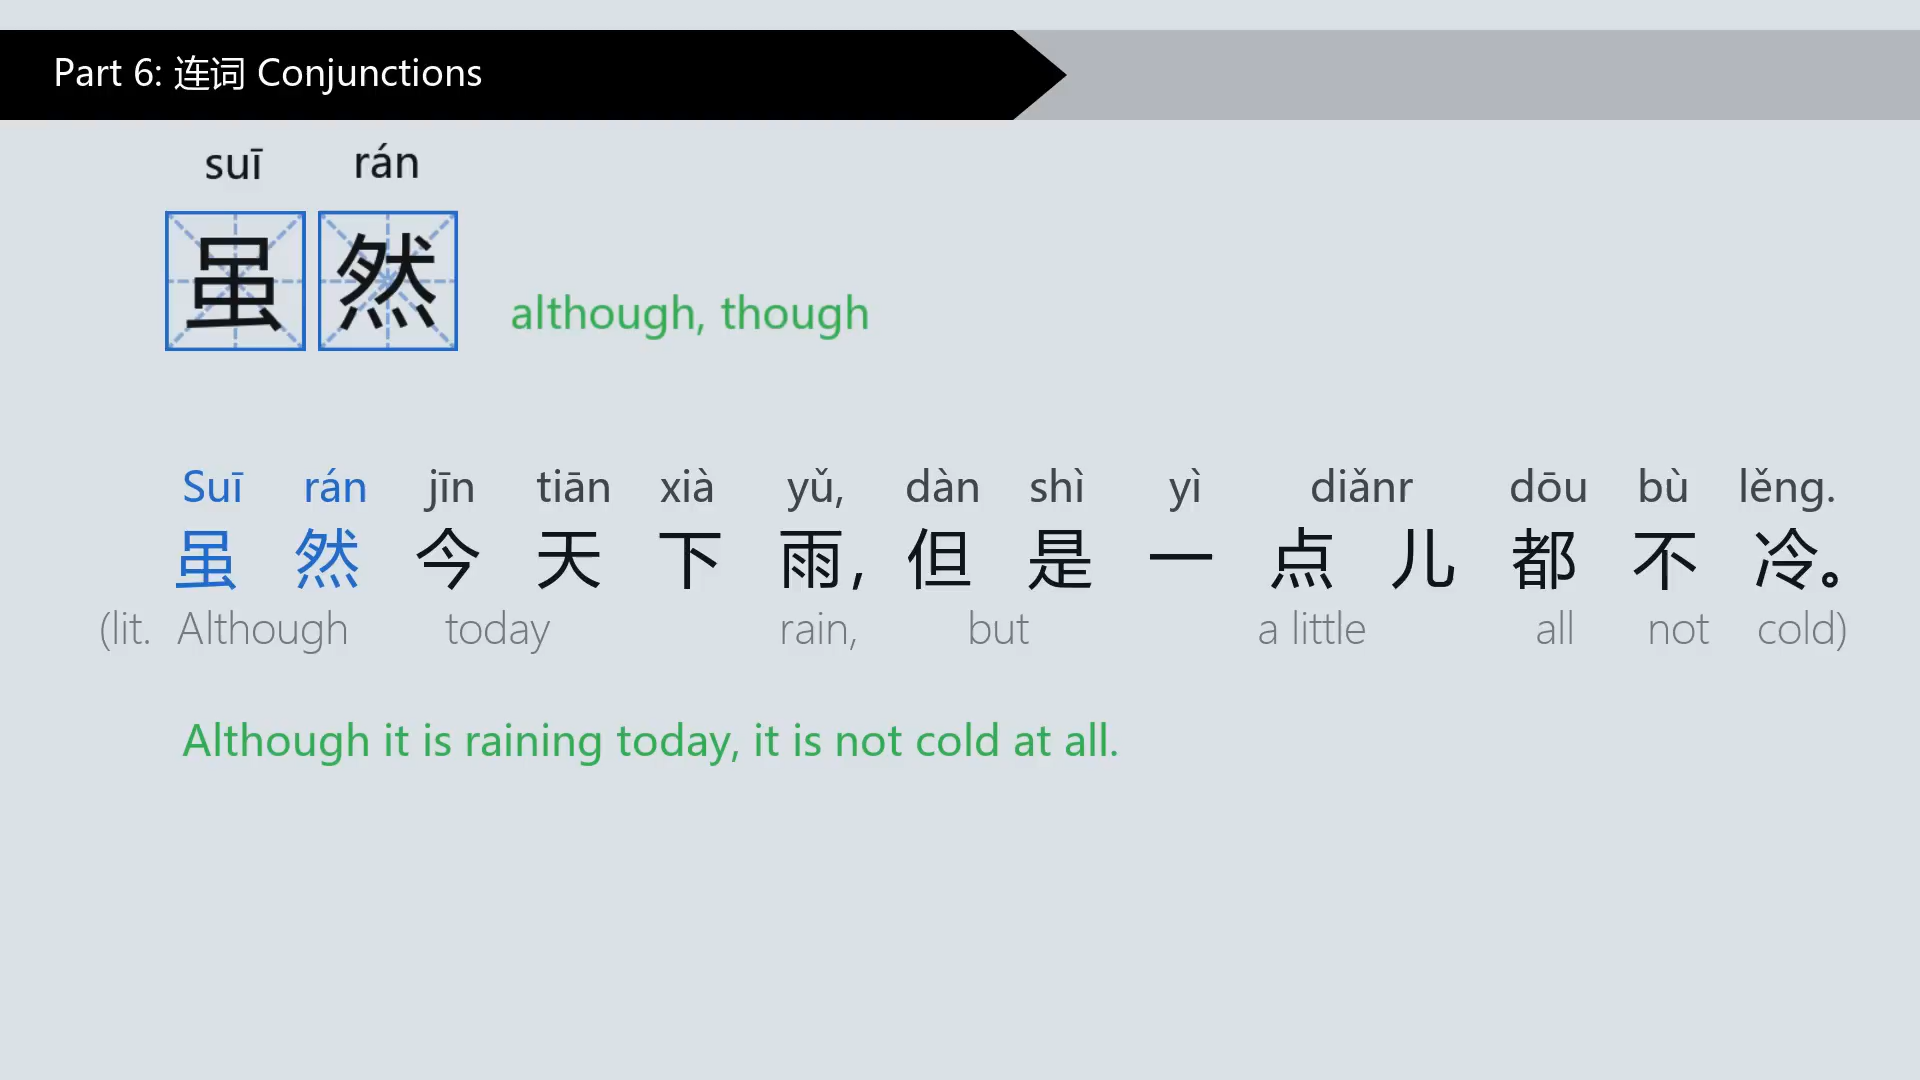 Part 6: 连词 Conjunctions
suī rán
虽然 although, though
Suī rán jīn tiān xià yǔ, dàn shì yì diǎnr dōu bù lěng.
虽然今天下雨, 但是一点儿都不冷。
(lit. Although today rain, but a little all not cold)
Although it is raining today, it is not cold at all.